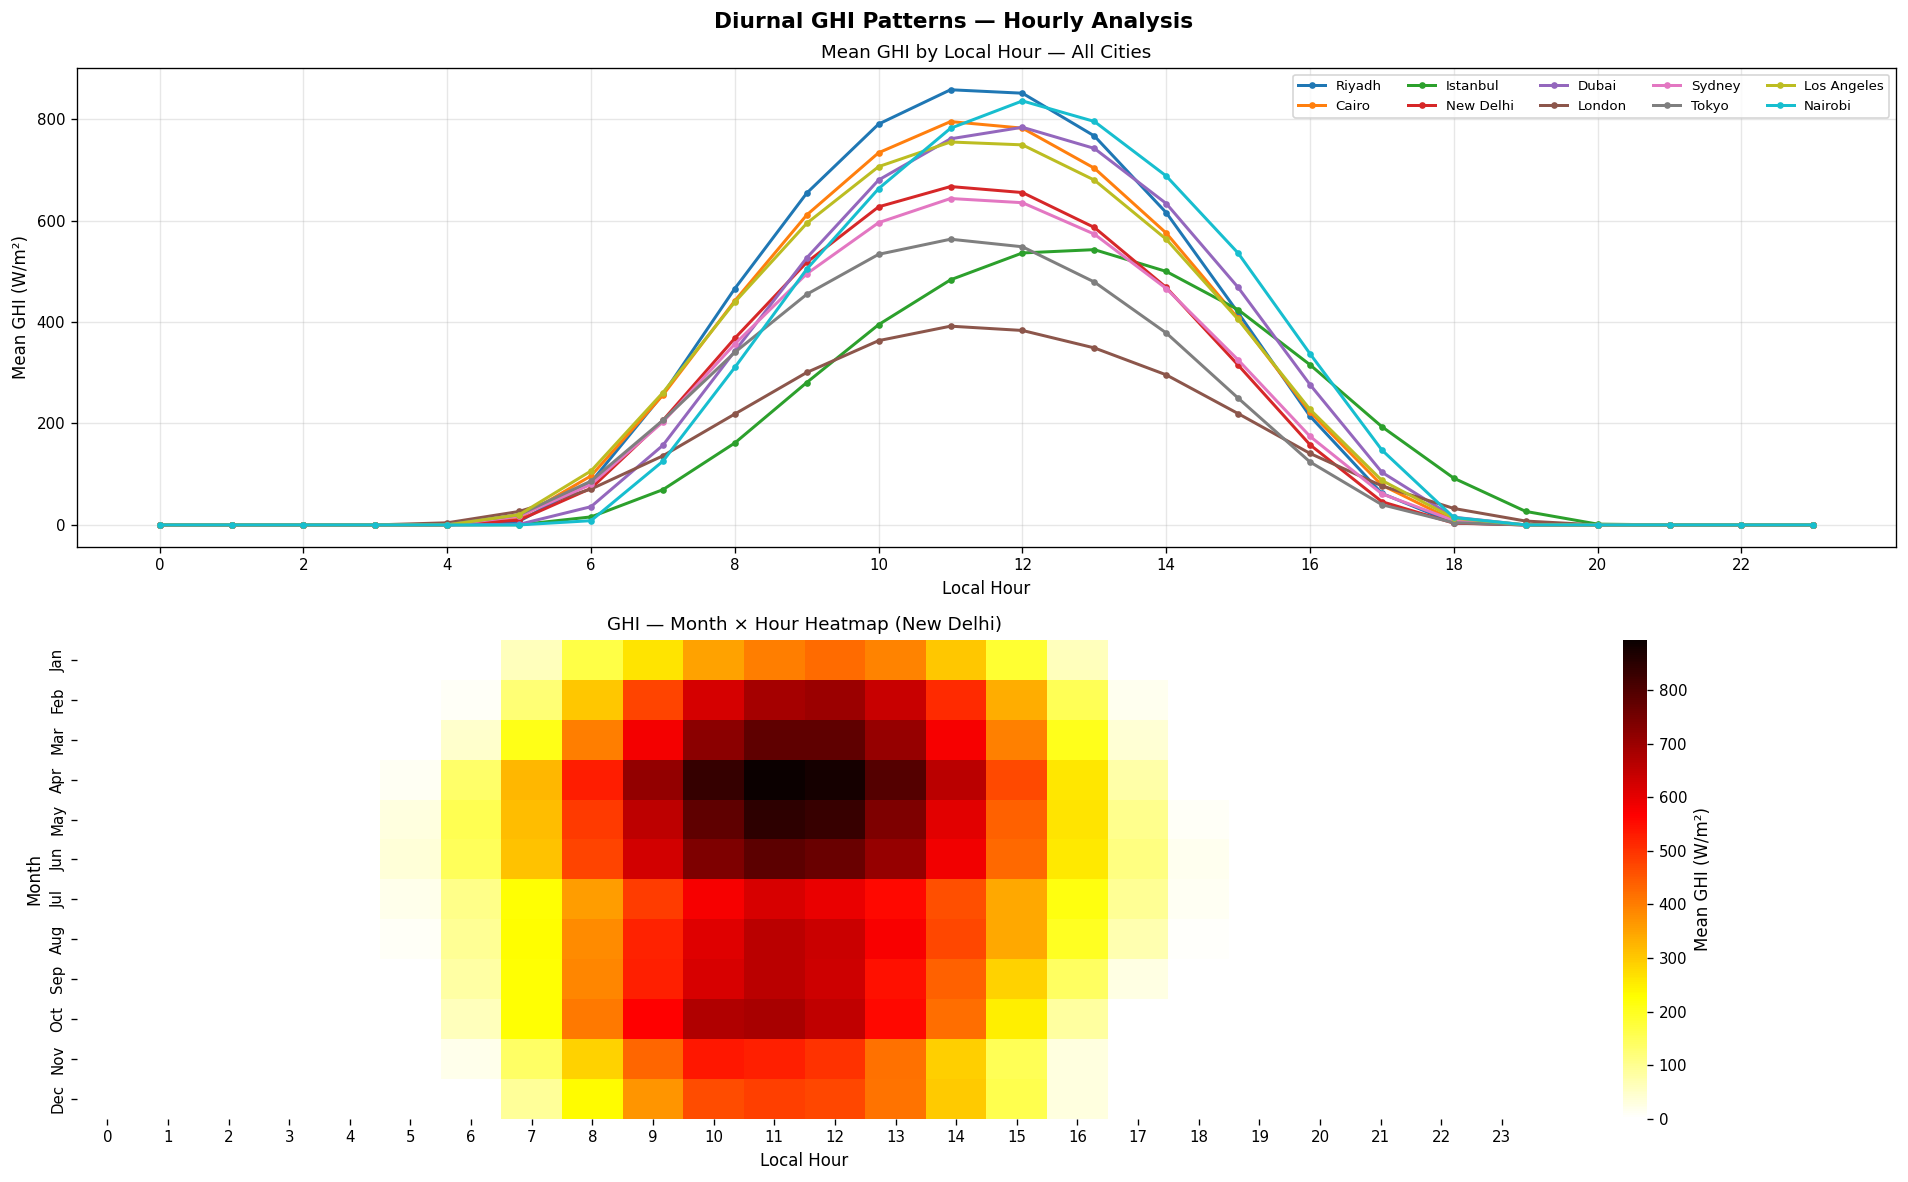 Diurnal GHI Patterns — Hourly Analysis
Mean GHI by Local Hour — All Cities
Riyadh Istanbul Dubai Sydney Los Angeles
Cairo New Delhi London Tokyo Nairobi
Mean GHI (W/m²)
800
600
400
200
0
0 2 4 6 8 10 12 14 16 18 20 22
Local Hour
GHI — Month × Hour Heatmap (New Delhi)
Month
Jan
Feb
Mar
Apr
May
Jun
Jul
Aug
Sep
Oct
Nov
Dec
0 1 2 3 4 5 6 7 8 9 10 11 12 13 14 15 16 17 18 19 20 21 22 23
Local Hour
800
700
600
500
400
300
200
100
0
Mean GHI (W/m²)